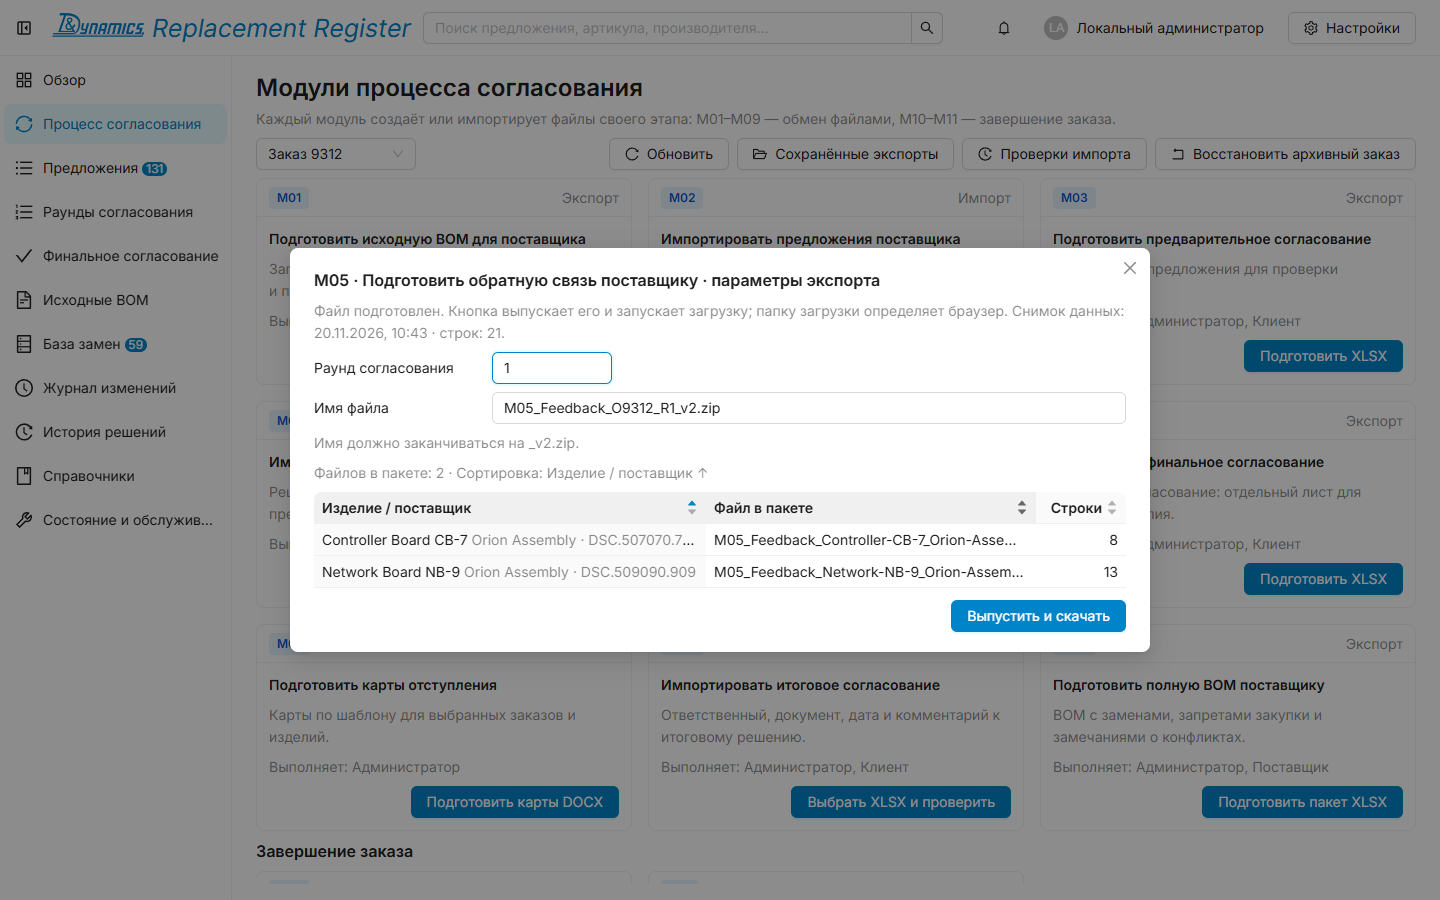 Dynamics Replacement Register
Поиск предложения, артикула, производителя...
LA Локальный администратор
Настройки
Обзор
Процесс согласования
Предложения 131
Раунды согласования
Финальное согласование
Исходные BOM
База замен 59
Журнал изменений
История решений
Справочники
Состояние и обслужив...
Модули процесса согласования
Каждый модуль создаёт или импортирует файлы своего этапа: M01–M09 — обмен файлами, M10–M11 — завершение заказа.
Заказ 9312
Обновить
Сохранённые экспорты
Проверки импорта
Восстановить архивный заказ
M01 Экспорт
M02 Импорт
M03 Экспорт
Подготовить исходную BOM для поставщика
Импортировать предложения поставщика
Подготовить предварительное согласование
предложения для проверки
и п
Клиент
Подготовить XLSX
M05 · Подготовить обратную связь поставщику · параметры экспорта
Файл подготовлен. Кнопка выпускает его и запускает загрузку; папку загрузки определяет браузер. Снимок данных:
20.11.2026, 10:43 · строк: 21.
Раунд согласования 1
Имя файла M05_Feedback_O9312_R1_v2.zip
Имя должно заканчиваться на _v2.zip.
Файлов в пакете: 2 · Сортировка: Изделие / поставщик ↑
Изделие / поставщик Файл в пакете Строки
Controller Board CB-7 Orion Assembly · DSC.507070.7... M05_Feedback_Controller-CB-7_Orion-Asse... 8
Network Board NB-9 Orion Assembly · DSC.509090.909 M05_Feedback_Network-NB-9_Orion-Assem... 13
Выпустить и скачать
Экспорт
финальное согласование
отдельный лист для
Клиент
Подготовить XLSX
Экспорт
Подготовить карты отступления
Карты по шаблону для выбранных заказов и
изделий.
Выполняет: Администратор
Подготовить карты DOCX
Импортировать итоговое согласование
Ответственный, документ, дата и комментарий к
итоговому решению.
Выполняет: Администратор, Клиент
Выбрать XLSX и проверить
Подготовить полную BOM поставщику
BOM с заменами, запретами закупки и
замечаниями о конфликтах.
Выполняет: Администратор, Поставщик
Подготовить пакет XLSX
Завершение заказа